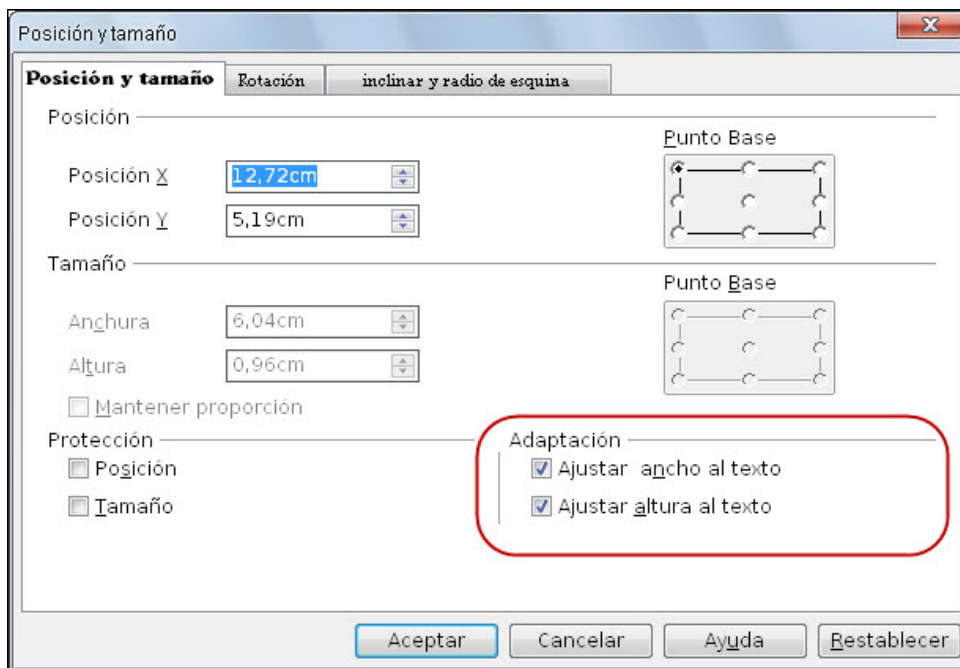 Posición y tamaño
Posición y tamaño Rotación inclinar y radio de esquina
Posición
Punto Base
Posición X 12,72cm
Posición Y 5,19cm
Tamaño
Punto Base
Anchura 6,04cm
Altura 0,96cm
Mantener proporción
Protección
Posición
Tamaño
Adaptación
Ajustar ancho al texto
Ajustar altura al texto
Aceptar Cancelar Ayuda Restablecer